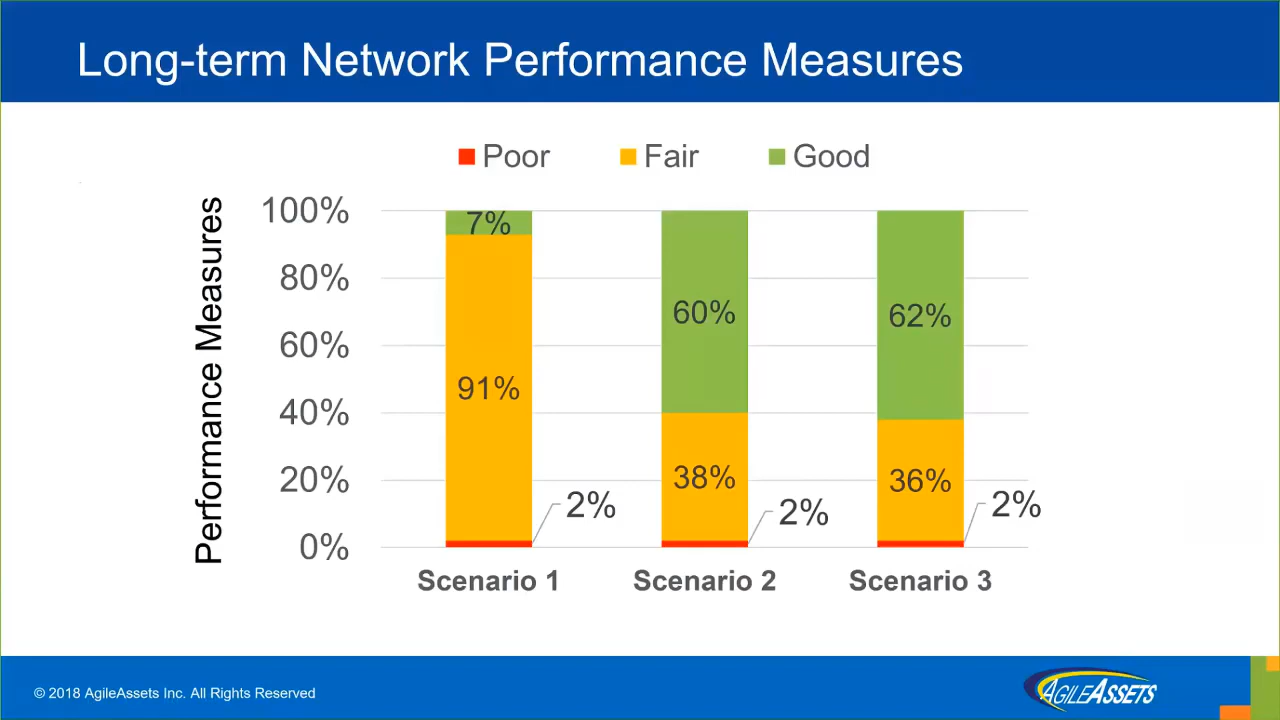 Long-term Network Performance Measures
Poor Fair Good
Performance Measures
100%
80%
60%
40%
20%
0%
7%
91%
2%
60%
38%
2%
62%
36%
2%
Scenario 1 Scenario 2 Scenario 3
© 2018 AgileAssets Inc. All Rights Reserved
AGILEASSETS